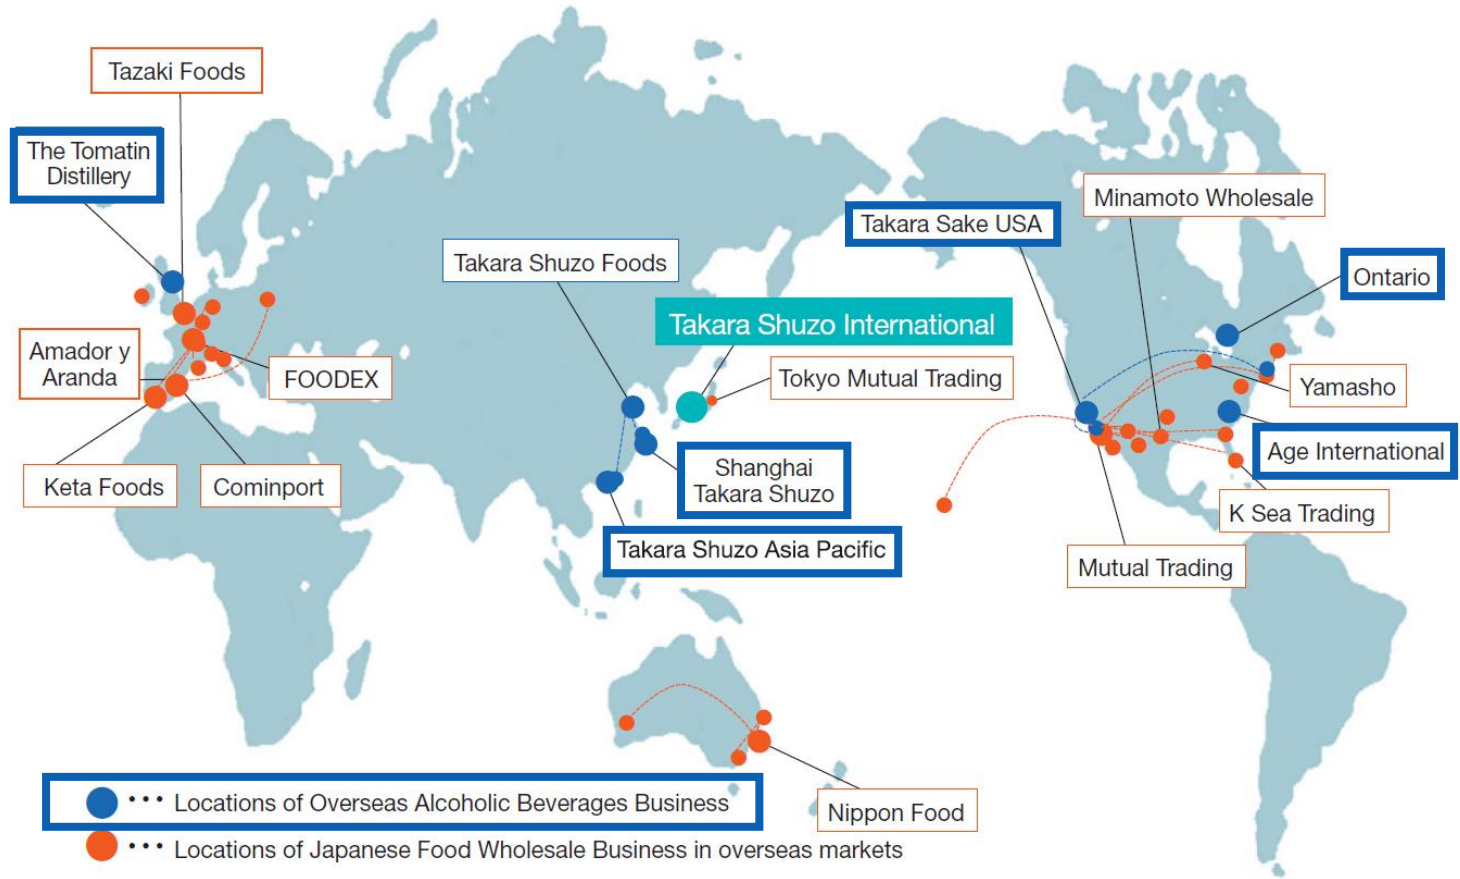 Tazaki Foods
The Tomatin
Distillery
Minamoto Wholesale
Takara Sake USA
Takara Shuzo Foods
Ontario
Takara Shuzo International
Amador y
Aranda
FOODEX
Tokyo Mutual Trading
Yamasho
Age International
Keta Foods
Cominport
Shanghai
Takara Shuzo
K Sea Trading
Takara Shuzo Asia Pacific
Mutual Trading
Nippon Food
••• Locations of Overseas Alcoholic Beverages Business
••• Locations of Japanese Food Wholesale Business in overseas markets